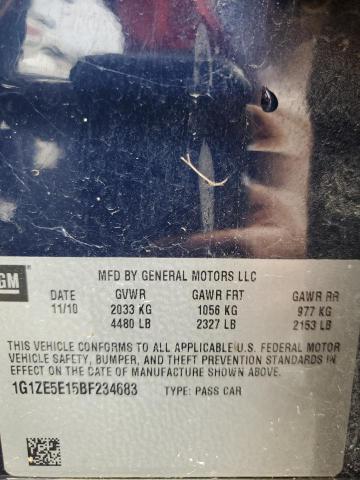 GM
MFD BY GENERAL MOTORS LLC
DATE GVWR GAWR FRT GAWR RR
11/10 2033 KG 1056 KG 977 KG
4480 LB 2327 LB 2153 LB
THIS VEHICLE CONFORMS TO ALL APPLICABLE U.S. FEDERAL MOTOR
VEHICLE SAFETY, BUMPER, AND THEFT PREVENTION STANDARDS IN
EFFECT ON THE DATE OF MANUFACTURE SHOWN ABOVE.
1G1ZE5E15BF234683 TYPE: PASS CAR